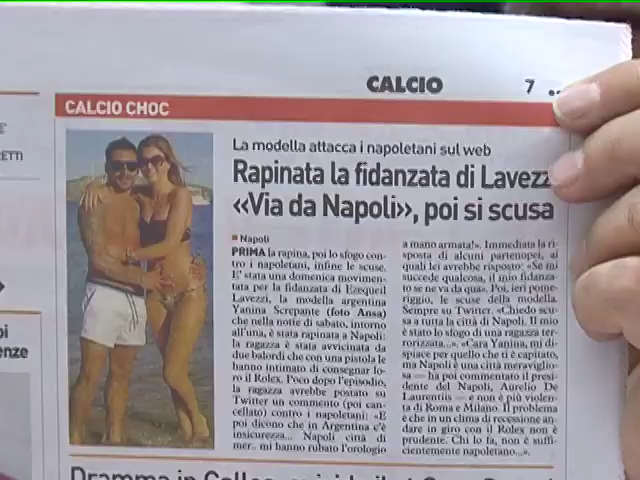 CALCIO 7
CALCIO CHOC
La modella attacca i napoletani sul web
Rapinata la fidanzata di Lavezz
«Via da Napoli», poi si scusa
Napoli
PRIMA la rapina, poi lo sfogo con-
tro i napoletani, infine le scuse.
E' stata una domenica movimen-
tata per la fidanzata di Ezequiel
Lavezzi, la modella argentina
Yanina Screpante (foto Ansa)
che nella notte di sabato, intorno
all'una, è stata rapinata a Napoli:
la ragazza è stata avvicinata da
due balordi che con una pistola le
hanno intimato di consegnar lo-
ro il Rolex. Poco dopo l'episodio,
la ragazza avrebbe postato su
Twitter un commento (poi can-
cellato) contro i napoletani: «E
poi dicono che in Argentina c'è
insicurezza... Napoli città di
mer.. mi hanno rubato l'orologio
a mano armata!». Immediata la ri-
sposta di alcuni partenopei, ai
quali lei avrebbe risposto: «Se mi
succede qualcosa, il mio fidanza-
to se ne va da qua». Poi, ieri pome-
riggio, le scuse della modella.
Sempre su Twitter. «Chiedo scu-
sa a tutta la città di Napoli. Il
mio è stato lo sfogo di una ragazza ter-
rorizzata...». «Cara Yanina, mi di-
spiace per quello che ti è capitato,
ma Napoli è una città meraviglio-
sa — ha poi commentato il presi-
dente del Napoli, Aurelio De
Laurentiis — e non è più violen-
ta di Roma e Milano. Il problema
è che in un clima di recessione an-
dare in giro con il Rolex non è
prudente. Chi lo fa, non è suffi-
cientemente napoletano...».
ETTI
pi
enze
Dramma in